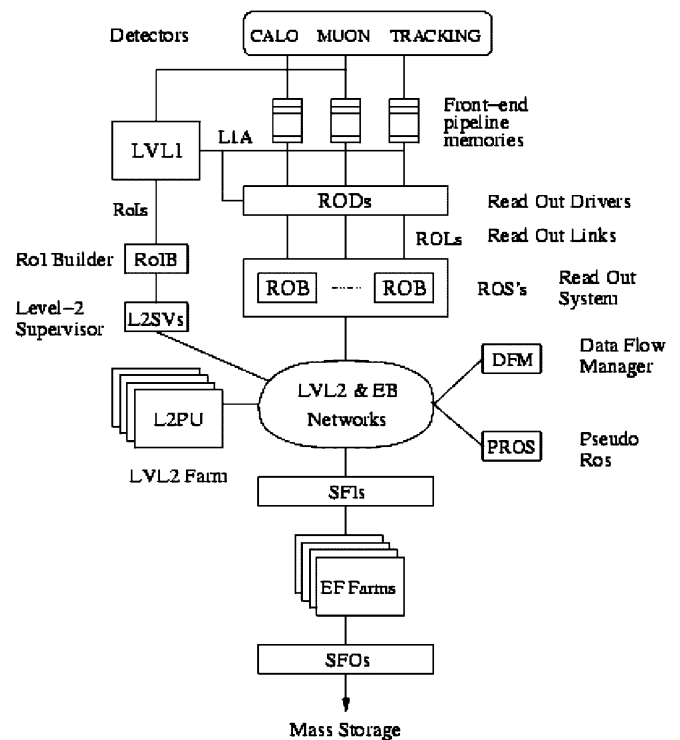 Detectors
CALO MUON TRACKING
Front-end
pipeline
memories
L1A
LVL1
RoIs
RODs
Read Out Drivers
ROLs
Read Out Links
RoI Builder
RoIB
ROB ...... ROB
ROS's
Read Out
System
Level-2
Supervisor
L2SVs
LVL2 & EB
Networks
DFM
Data Flow
Manager
L2PU
PROS
Pseudo
Ros
LVL2 Farm
SFIs
EF Farms
SFOs
Mass Storage